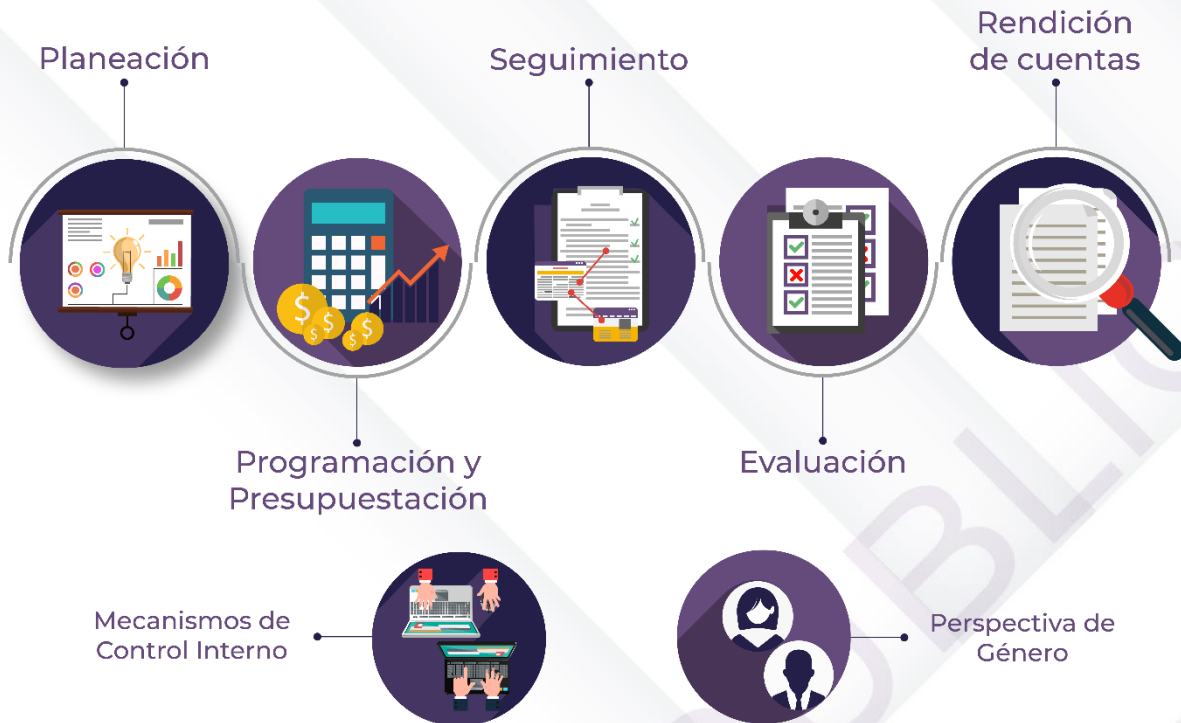 Planeación
Seguimiento
Rendición
de cuentas
Programación y
Presupuestación
Evaluación
Mecanismos de
Control Interno
Perspectiva de
Género